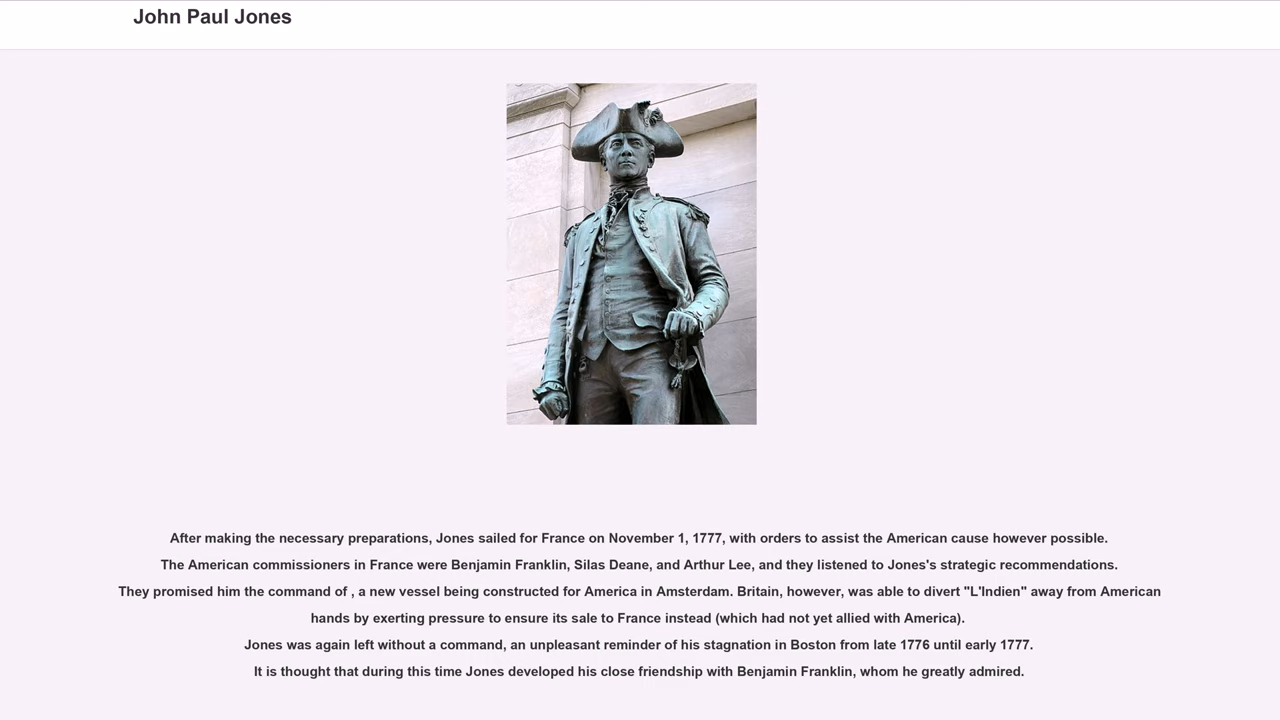 John Paul Jones
After making the necessary preparations, Jones sailed for France on November 1, 1777, with orders to assist the American cause however possible.
The American commissioners in France were Benjamin Franklin, Silas Deane, and Arthur Lee, and they listened to Jones's strategic recommendations.
They promised him the command of , a new vessel being constructed for America in Amsterdam. Britain, however, was able to divert "L'Indien" away from American
hands by exerting pressure to ensure its sale to France instead (which had not yet allied with America).
Jones was again left without a command, an unpleasant reminder of his stagnation in Boston from late 1776 until early 1777.
It is thought that during this time Jones developed his close friendship with Benjamin Franklin, whom he greatly admired.